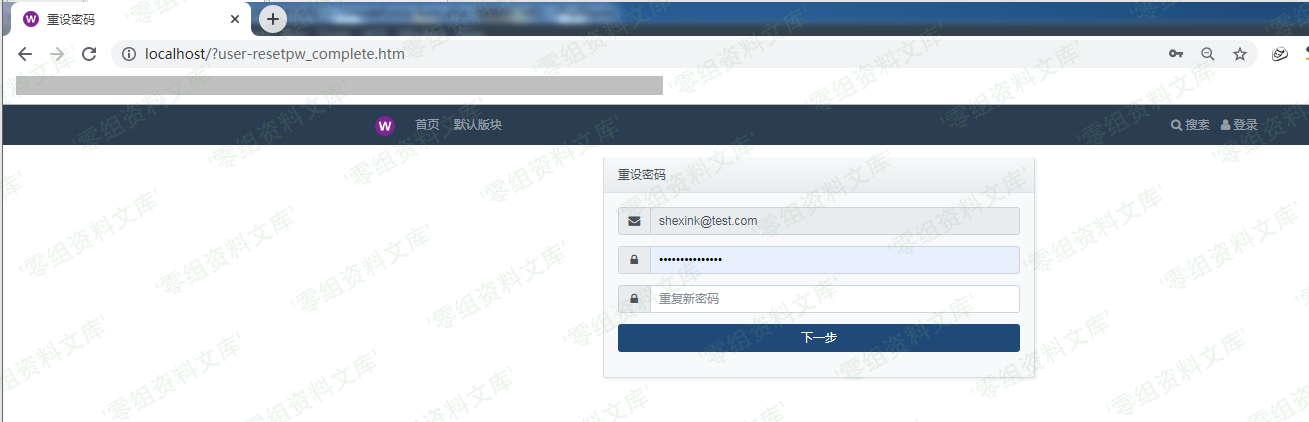 重设密码
localhost/?user-resetpw_complete.htm
W 首页 默认版块 搜索 登录
重设密码
shexink@test.com
•••••••••••••••
重复新密码
下一步
'零组资料文库'